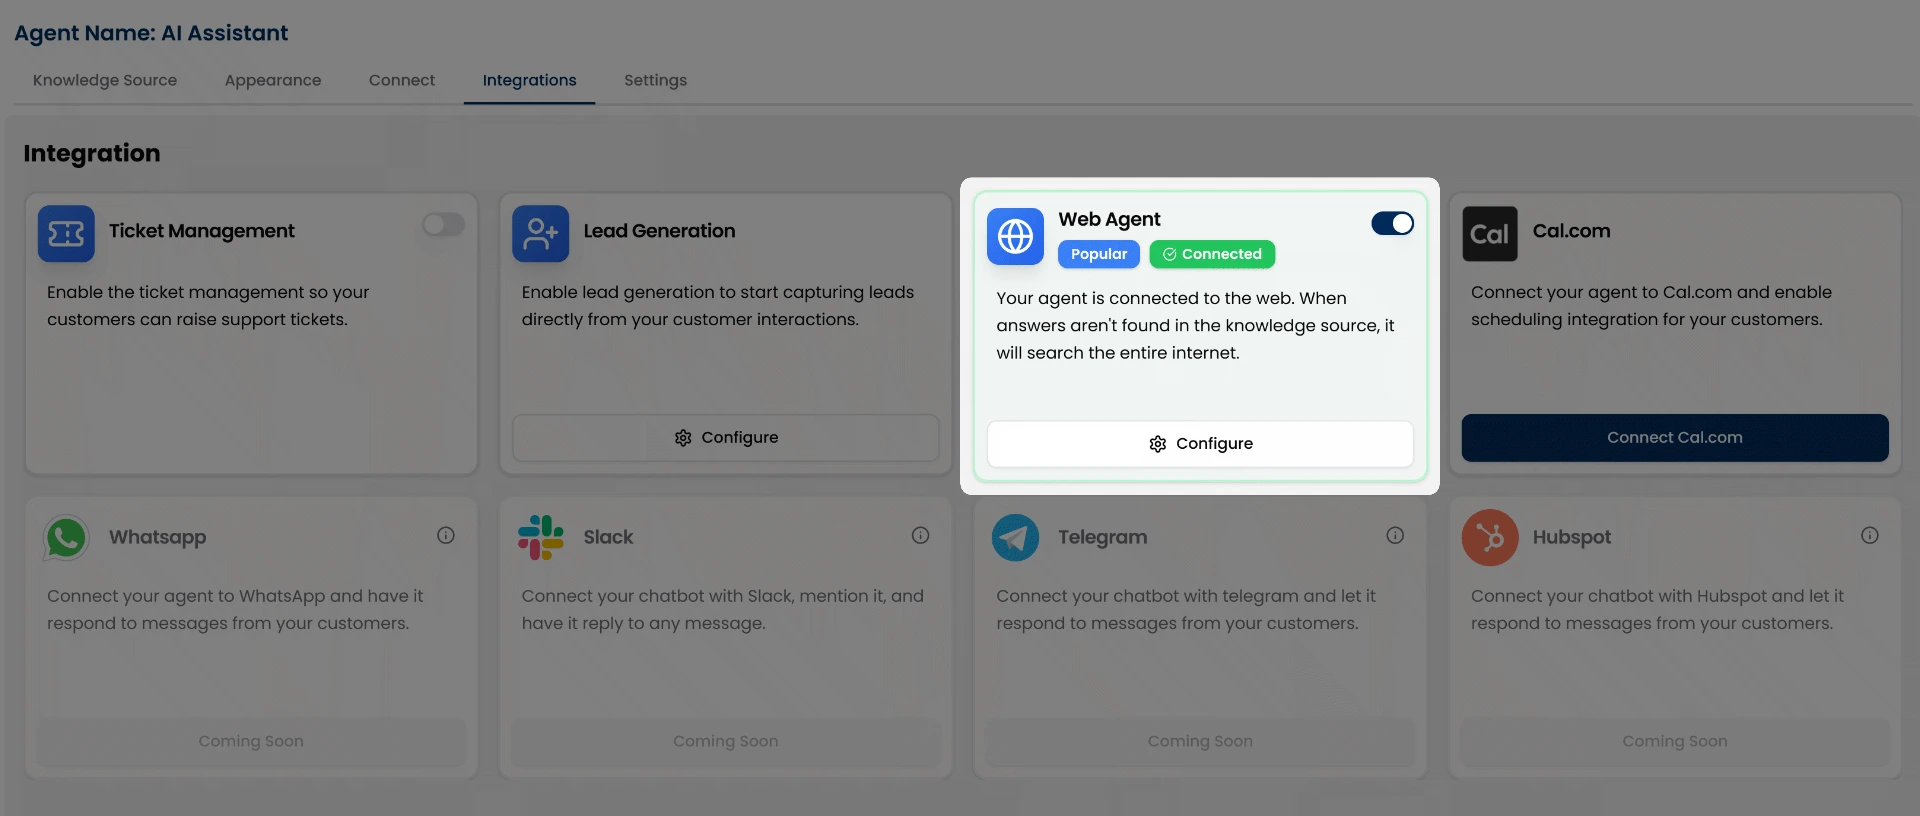 Agent Name: AI Assistant
Knowledge Source
Appearance
Connect
Integrations
Settings
Integration
Ticket Management
Enable the ticket management so your
customers can raise support tickets.
Lead Generation
Enable lead generation to start capturing leads
directly from your customer interactions.
Configure
Web Agent
Popular
Connected
Your agent is connected to the web. When
answers aren't found in the knowledge source, it
will search the entire internet.
Configure
Cal
Cal.com
Connect your agent to Cal.com and enable
scheduling integration for your customers.
Connect Cal.com
Whatsapp
Connect your agent to WhatsApp and have it
respond to messages from your customers.
Coming Soon
Slack
Connect your chatbot with Slack, mention it, and
have it reply to any message.
Coming Soon
Telegram
Connect your chatbot with telegram and let it
respond to messages from your customers.
Coming Soon
Hubspot
Connect your chatbot with Hubspot and let it
respond to messages from your customers.
Coming Soon